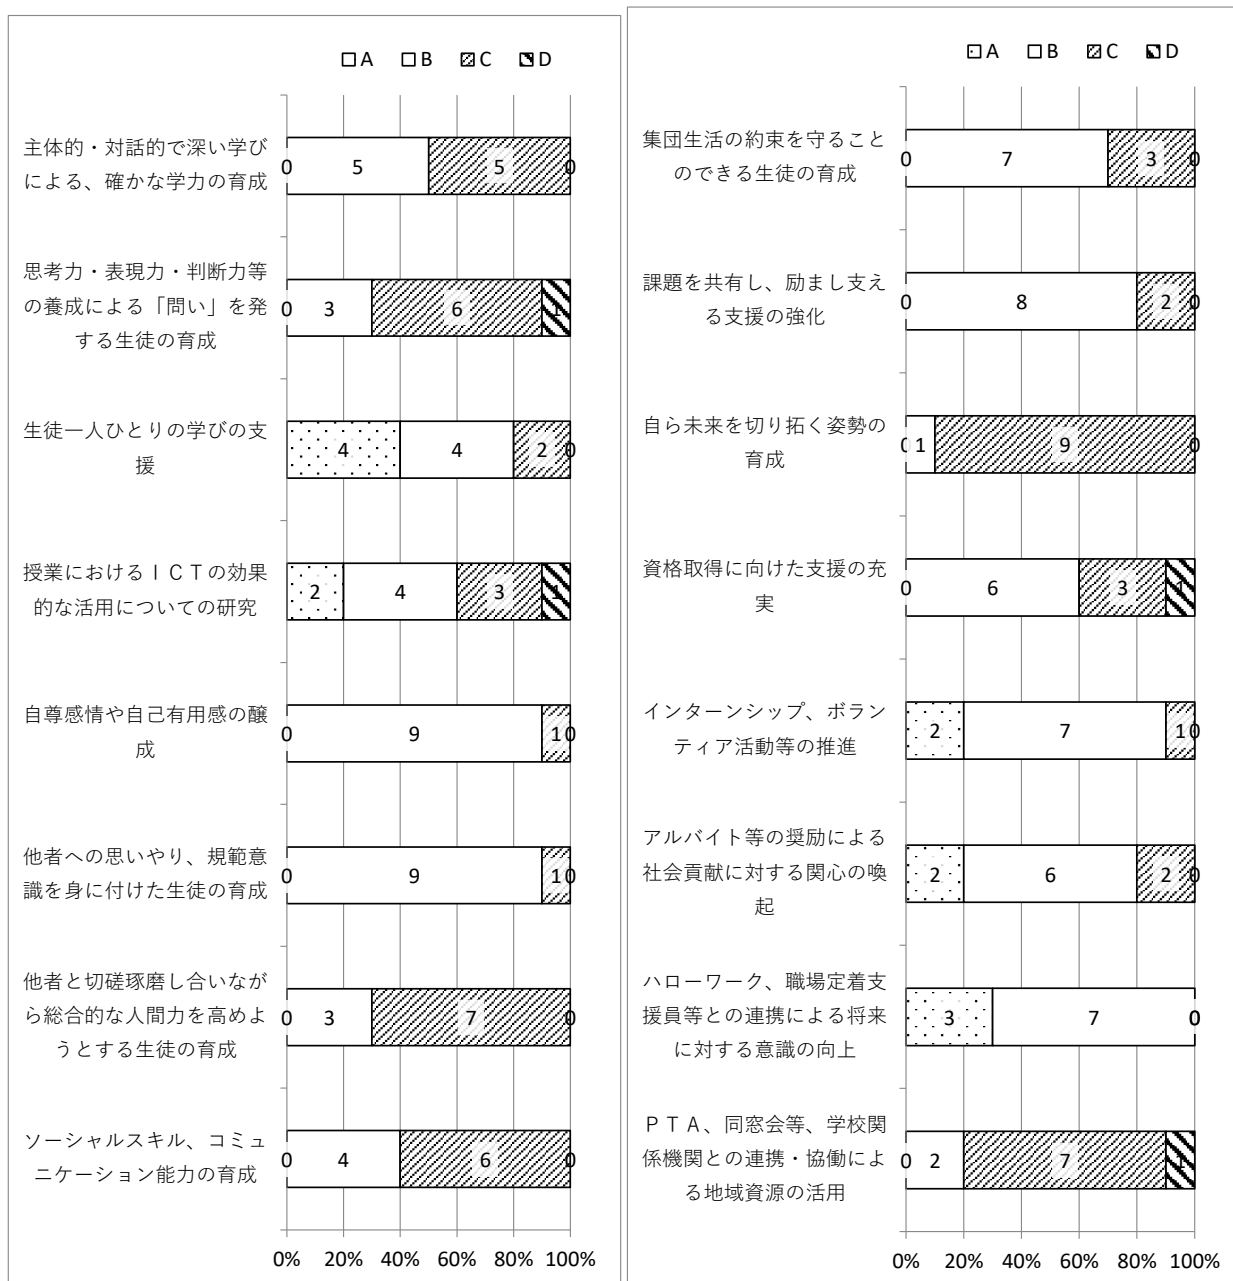 A B C D
主体的・対話的で深い学び
による、確かな学力の育成
0 5 5 0
思考力・表現力・判断力等
の養成による「問い」を発
する生徒の育成
0 3 6 1
生徒一人ひとりの学びの支
援
4 4 2 0
授業におけるＩＣＴの効果
的な活用についての研究
2 4 3 1
自尊感情や自己有用感の醸
成
0 9 1 0
他者への思いやり、規範意
識を身に付けた生徒の育成
0 9 1 0
他者と切磋琢磨し合いなが
ら総合的な人間力を高めよ
うとする生徒の育成
0 3 7 0
ソーシャルスキル、コミュ
ニケーション能力の育成
0 4 6 0
0% 20% 40% 60% 80% 100%
A B C D
集団生活の約束を守ること
のできる生徒の育成
0 7 3 0
課題を共有し、励まし支え
る支援の強化
0 8 2 0
自ら未来を切り拓く姿勢の
育成
0 1 9 0
資格取得に向けた支援の充
実
0 6 3 1
インターンシップ、ボラン
ティア活動等の推進
2 7 1 0
アルバイト等の奨励による
社会貢献に対する関心の喚
起
2 6 2 0
ハローワーク、職場定着支
援員等との連携による将来
に対する意識の向上
3 7 0
ＰＴＡ、同窓会等、学校関
係機関との連携・協働によ
る地域資源の活用
0 2 7 1
0% 20% 40% 60% 80% 100%